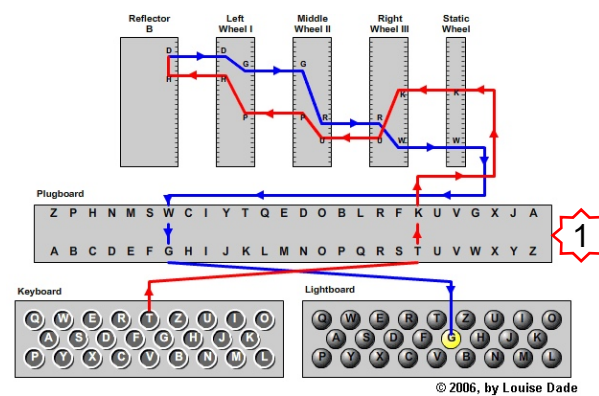 Reflector B
Left Wheel I
Middle Wheel II
Right Wheel III
Static Wheel
D D G G R R W W
H H P P U U K K
Plugboard
Z P H N M S W C I Y T Q E D O B L R F K U V G X J A
A B C D E F G H I J K L M N O P Q R S T U V W X Y Z
1
Keyboard
Q W E R T Z U I O
A S D F G H J K
P Y X C V B N M L
Lightboard
Q W E R T Z U I O
A S D F G H J K
P Y X C V B N M L
© 2006, by Louise Dade